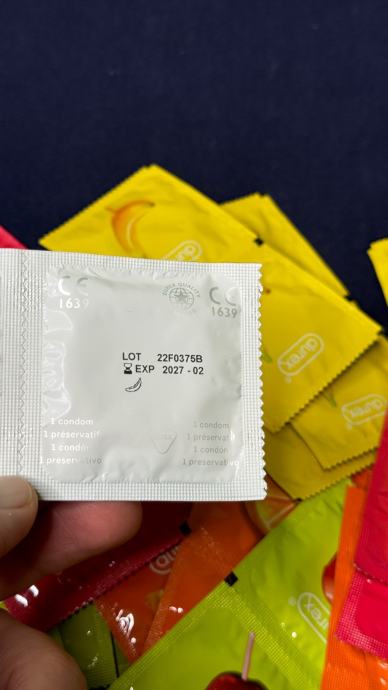 CE
1639
CE
1639
LOT 22F0375B
EXP 2027-02
1 condom
1 préservatif
1 condón
1 preservativo
1 condom
1 préservatif
1 condón
1 preservativo
durex
durex
durex